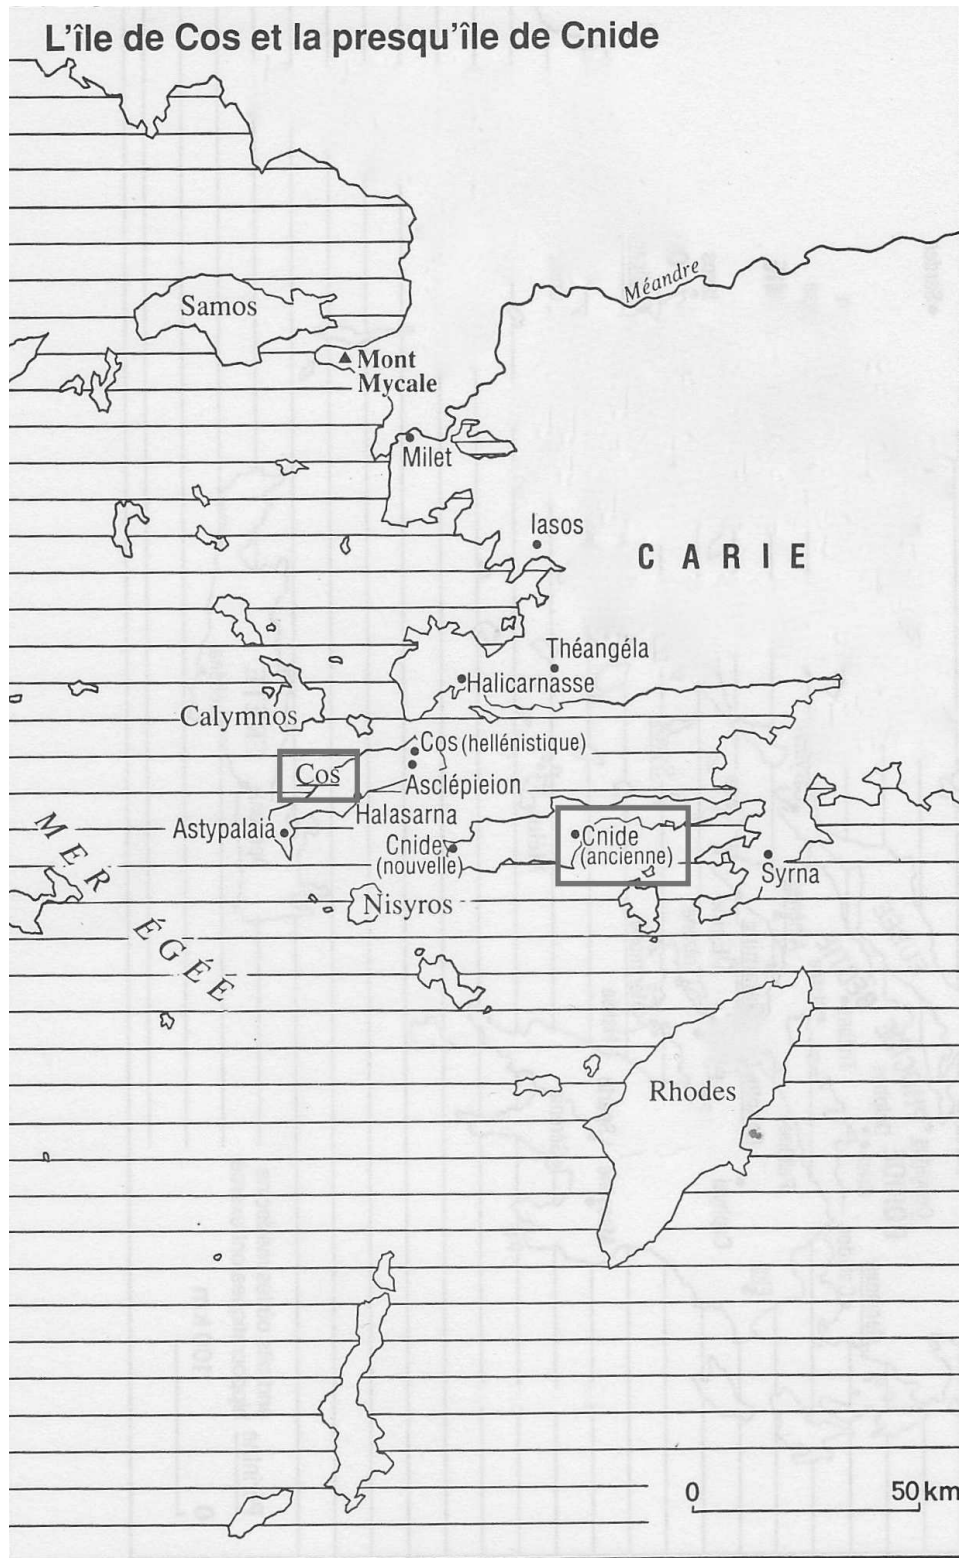 L'île de Cos et la presqu'île de Cnide
Méandre
Samos
Mont
Mycale
Milet
Iasos
CARIE
Théangéla
Halicarnasse
Calymnos
Cos (hellénistique)
Cos
Asclépieion
Halasarna
Astypalaia
Cnide
(nouvelle)
Cnide
(ancienne)
Syrna
MER
ÉGÉÉ
Nisyros
Rhodes
0 50 km